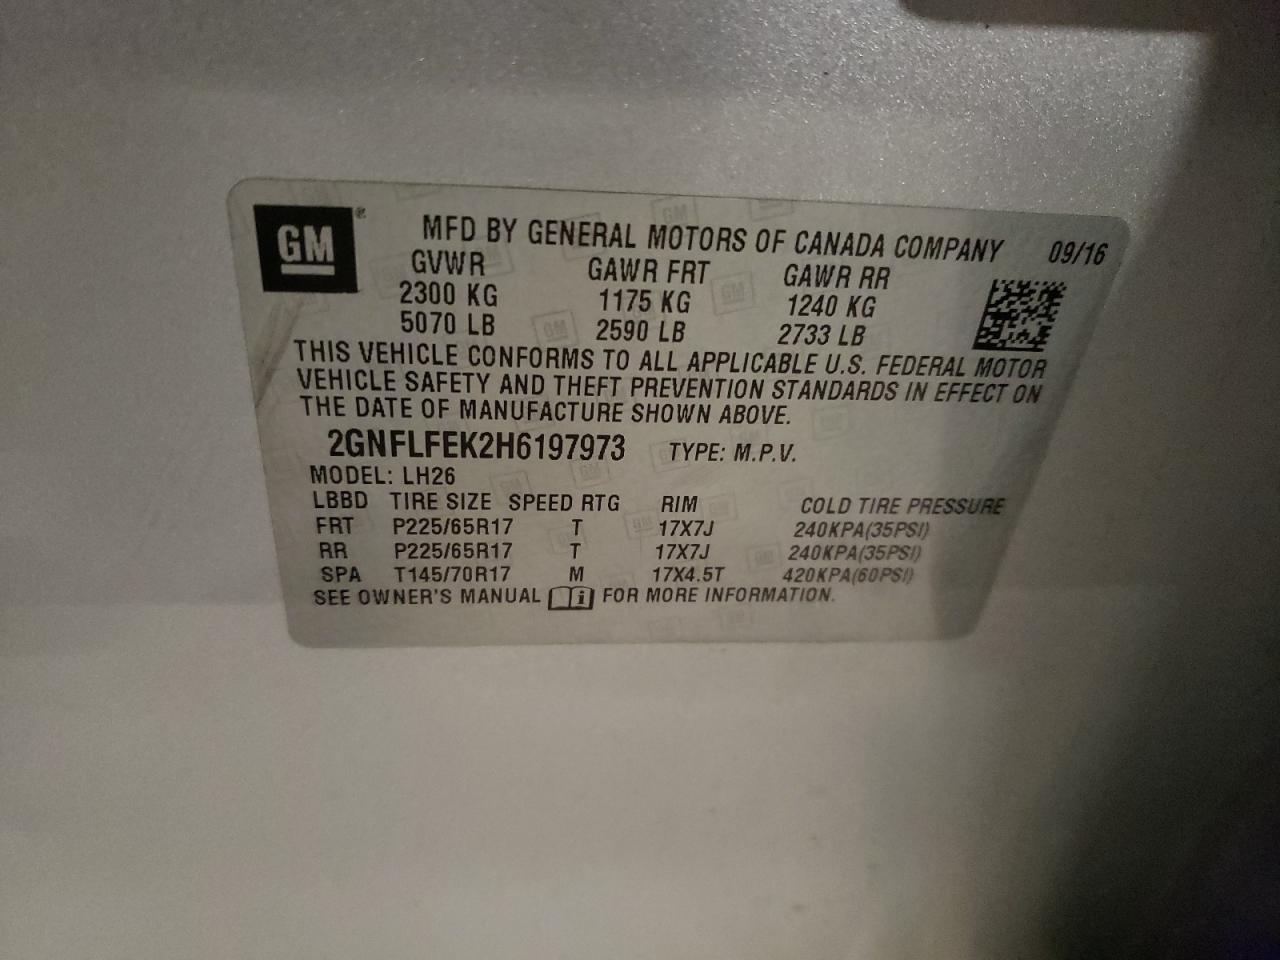 GM ®
MFD BY GENERAL MOTORS OF CANADA COMPANY 09/16
GVWR GAWR FRT GAWR RR
2300 KG 1175 KG 1240 KG
5070 LB 2590 LB 2733 LB
THIS VEHICLE CONFORMS TO ALL APPLICABLE U.S. FEDERAL MOTOR
VEHICLE SAFETY AND THEFT PREVENTION STANDARDS IN EFFECT ON
THE DATE OF MANUFACTURE SHOWN ABOVE.
2GNFLFEK2H6197973 TYPE: M.P.V.
MODEL: LH26
LBBD TIRE SIZE SPEED RTG RIM COLD TIRE PRESSURE
FRT P225/65R17 T 17X7J 240KPA(35PSI)
RR P225/65R17 T 17X7J 240KPA(35PSI)
SPA T145/70R17 M 17X4.5T 420KPA(60PSI)
SEE OWNER'S MANUAL i FOR MORE INFORMATION.